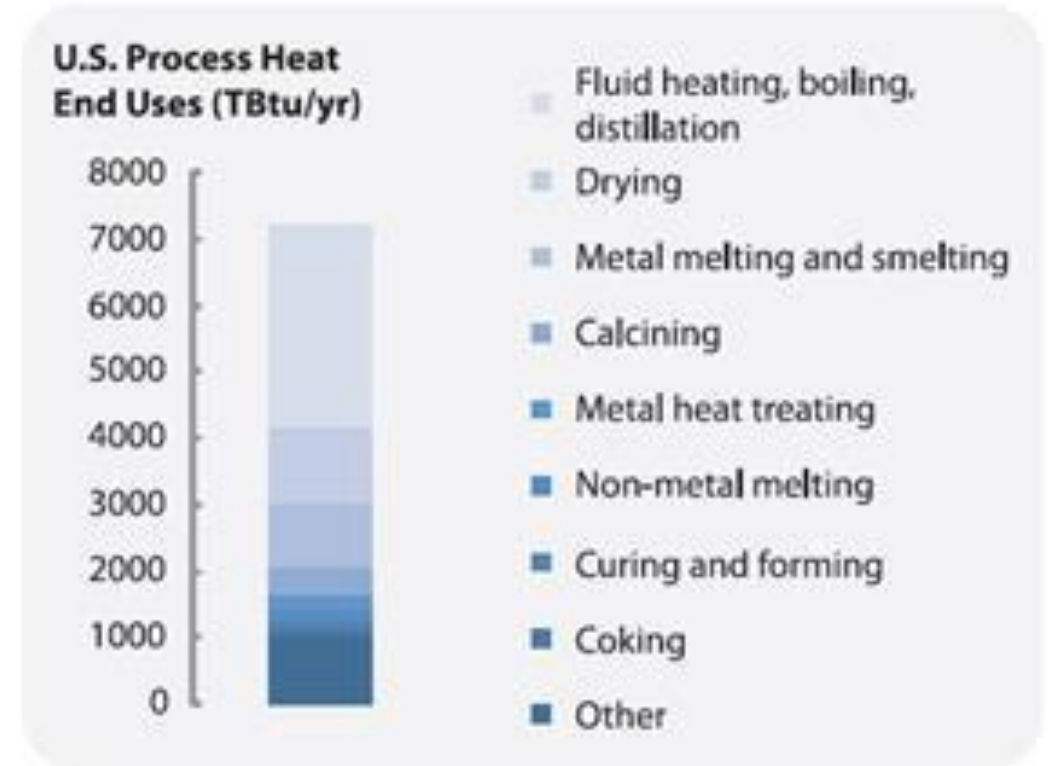 U.S. Process Heat
End Uses (TBtu/yr)
8000
7000
6000
5000
4000
3000
2000
1000
0
Fluid heating, boiling,
distillation
Drying
Metal melting and smelting
Calcining
Metal heat treating
Non-metal melting
Curing and forming
Coking
Other